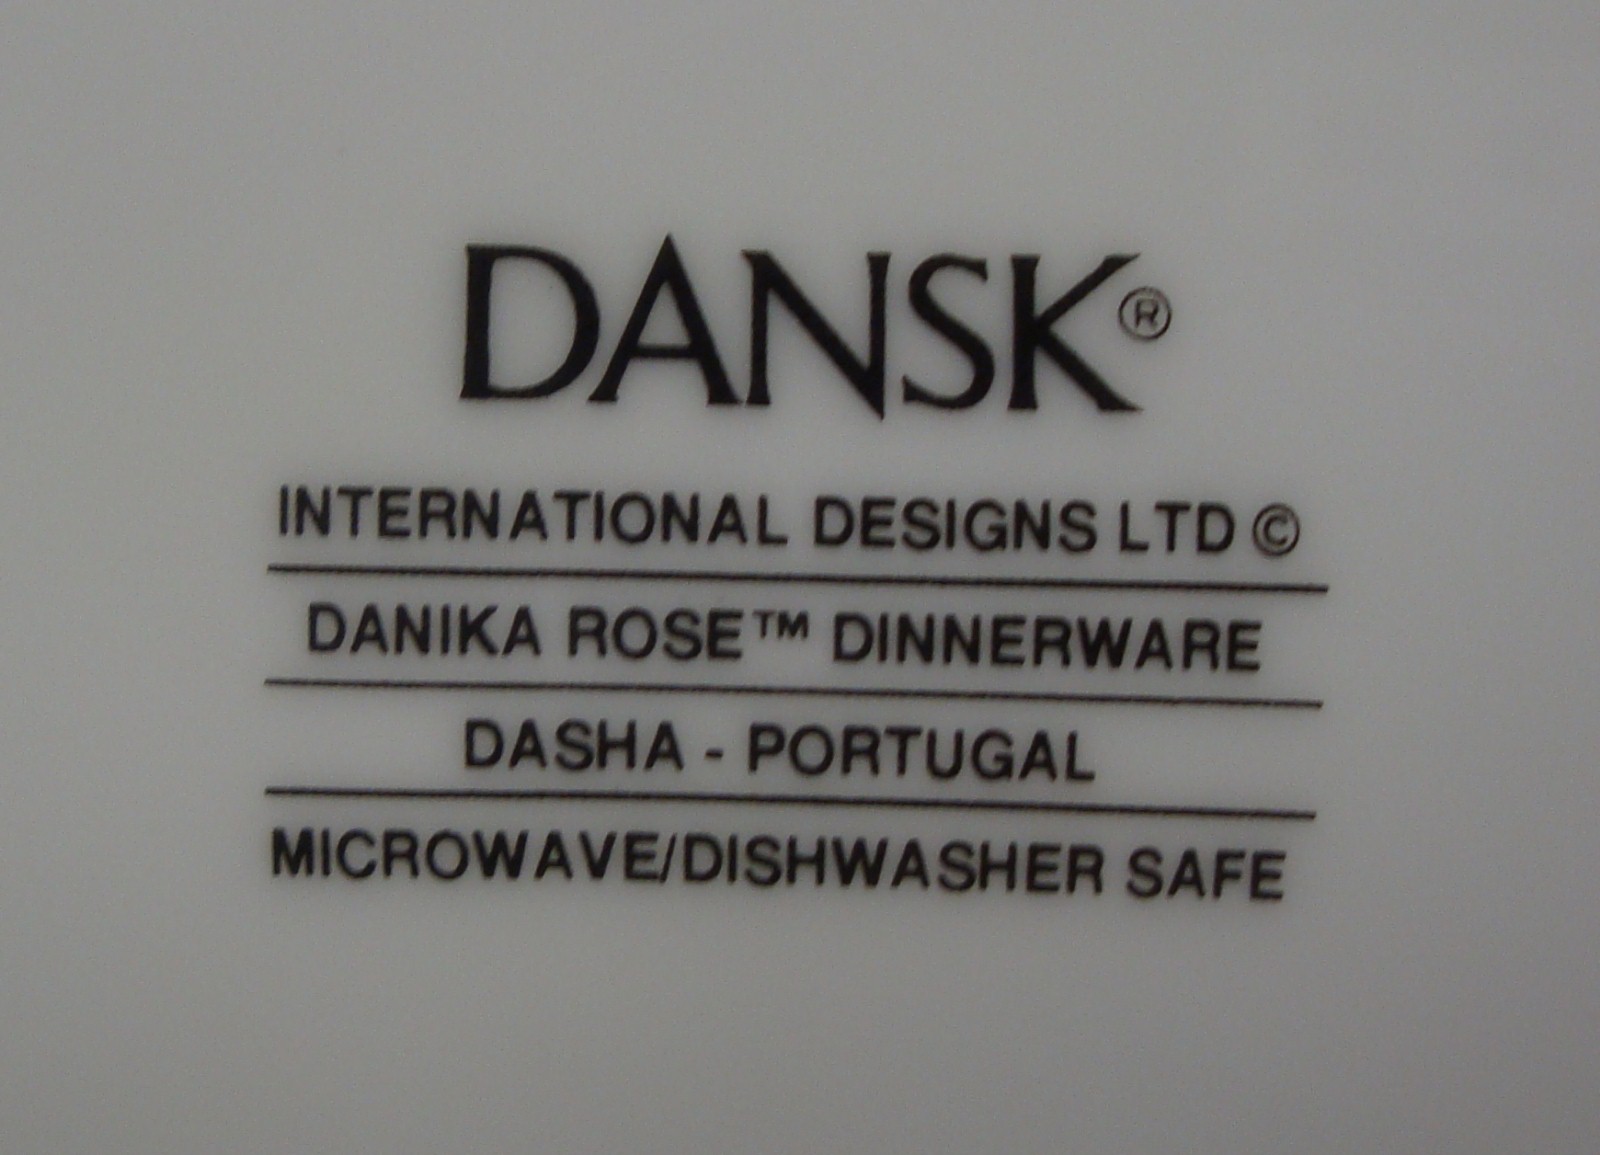 DANSK®
INTERNATIONAL DESIGNS LTD ©
DANIKA ROSE™ DINNERWARE
DASHA - PORTUGAL
MICROWAVE/DISHWASHER SAFE